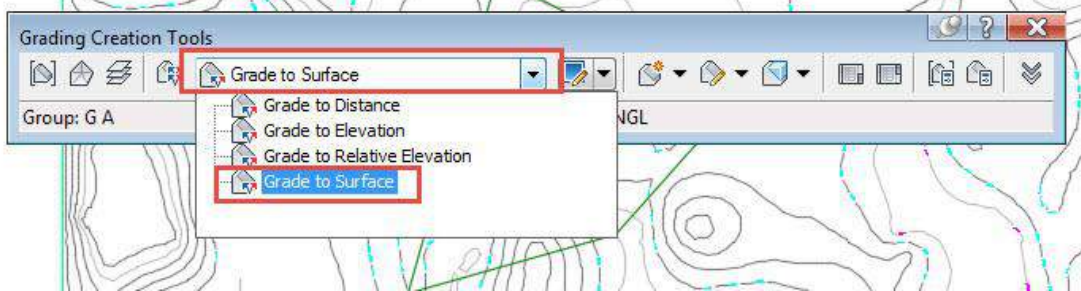 Grading Creation Tools
Grade to Surface
Group: G A
NGL
Grade to Distance
Grade to Elevation
Grade to Relative Elevation
Grade to Surface